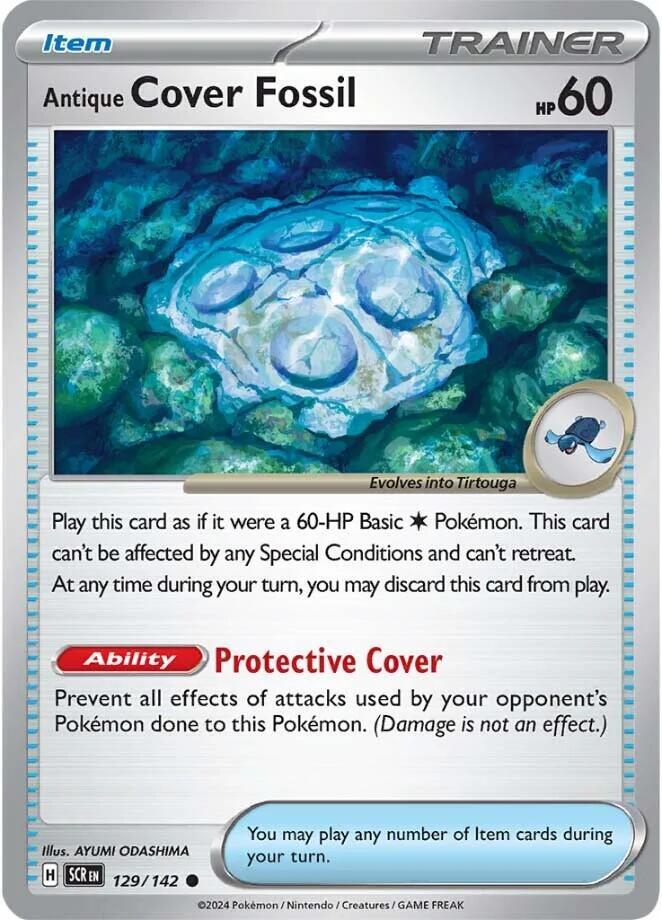 Item
TRAINER
Antique Cover Fossil
HP60
Evolves into Tirtouga
Play this card as if it were a 60-HP Basic Pokémon. This card
can't be affected by any Special Conditions and can't retreat.
At any time during your turn, you may discard this card from play.
Ability Protective Cover
Prevent all effects of attacks used by your opponent's
Pokémon done to this Pokémon. (Damage is not an effect.)
You may play any number of Item cards during
your turn.
Illus. AYUMI ODASHIMA
H SCR EN 129/142
©2024 Pokémon / Nintendo / Creatures / GAME FREAK